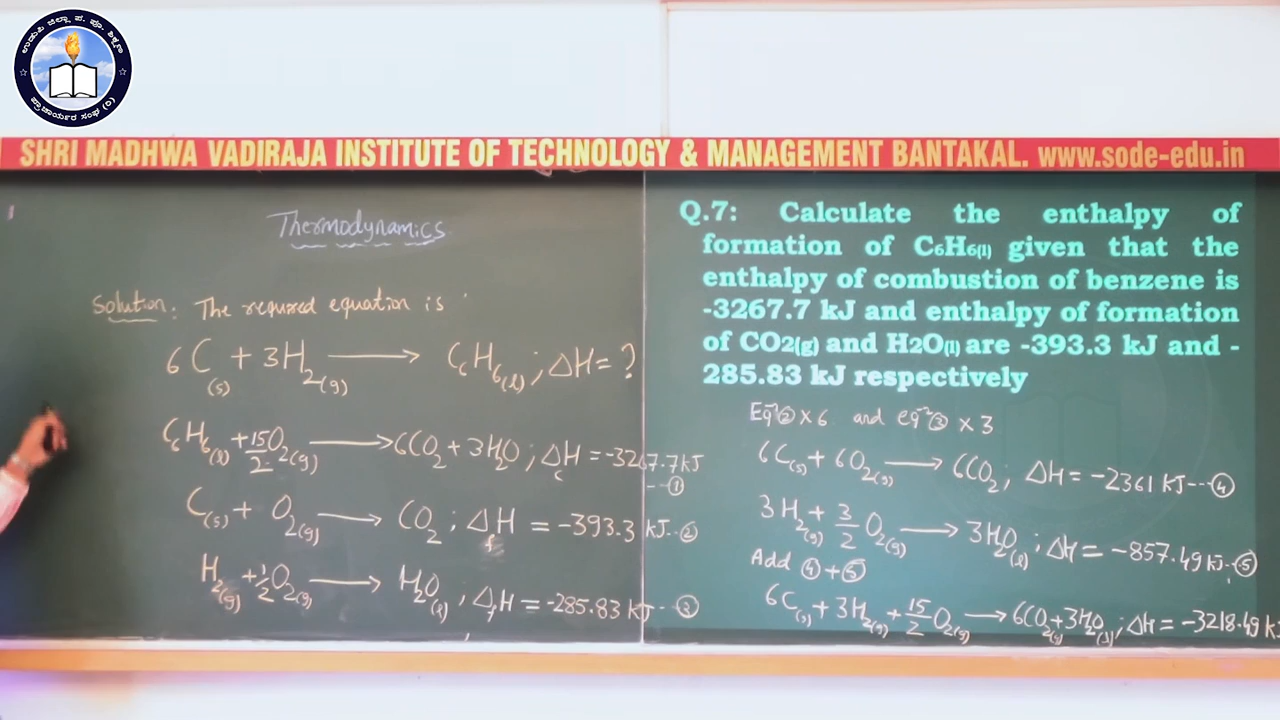 ಉಡುಪಿ ಜಿಲ್ಲಾ ಪ. ಪೂ. ಶಿಕ್ಷಣ
ಪ್ರಾಚಾರ್ಯರ ಸಂಘ (ರಿ)
SHRI MADHWA VADIRAJA INSTITUTE OF TECHNOLOGY & MANAGEMENT BANTAKAL. www.sode-edu.in
Thermodynamics
Solution: The required equation is
6C(s) + 3H2(g) ⟶ C6H6(l) ; ΔH = ?
C6H6(l) + 15/2 O2(g) ⟶ 6CO2 + 3H2O ; ΔcH = -3267.7 KJ --①
C(s) + O2(g) ⟶ CO2 ; ΔfH = -393.3 KJ--②
H2(g) + 1/2 O2(g) ⟶ H2O(l) , ΔfH = -285.83 KJ --③
Q.7: Calculate the enthalpy of
formation of C6H6(l) given that the
enthalpy of combustion of benzene is
-3267.7 kJ and enthalpy of formation
of CO2(g) and H2O(l) are -393.3 kJ and -
285.83 kJ respectively
Eqn ② × 6 and eqn ③ × 3
6C(s) + 6O2(g) ⟶ 6CO2 ; ΔH = -2361 KJ---④
3H2(g) + 3/2 O2(g) ⟶ 3H2O(l) ; ΔH = -857.49 KJ--⑤
Add ④+⑤
6C(s) + 3H2(g) + 15/2 O2(g) ⟶ 6CO2(g) + 3H2O(l) ; ΔH = -3218.49 K